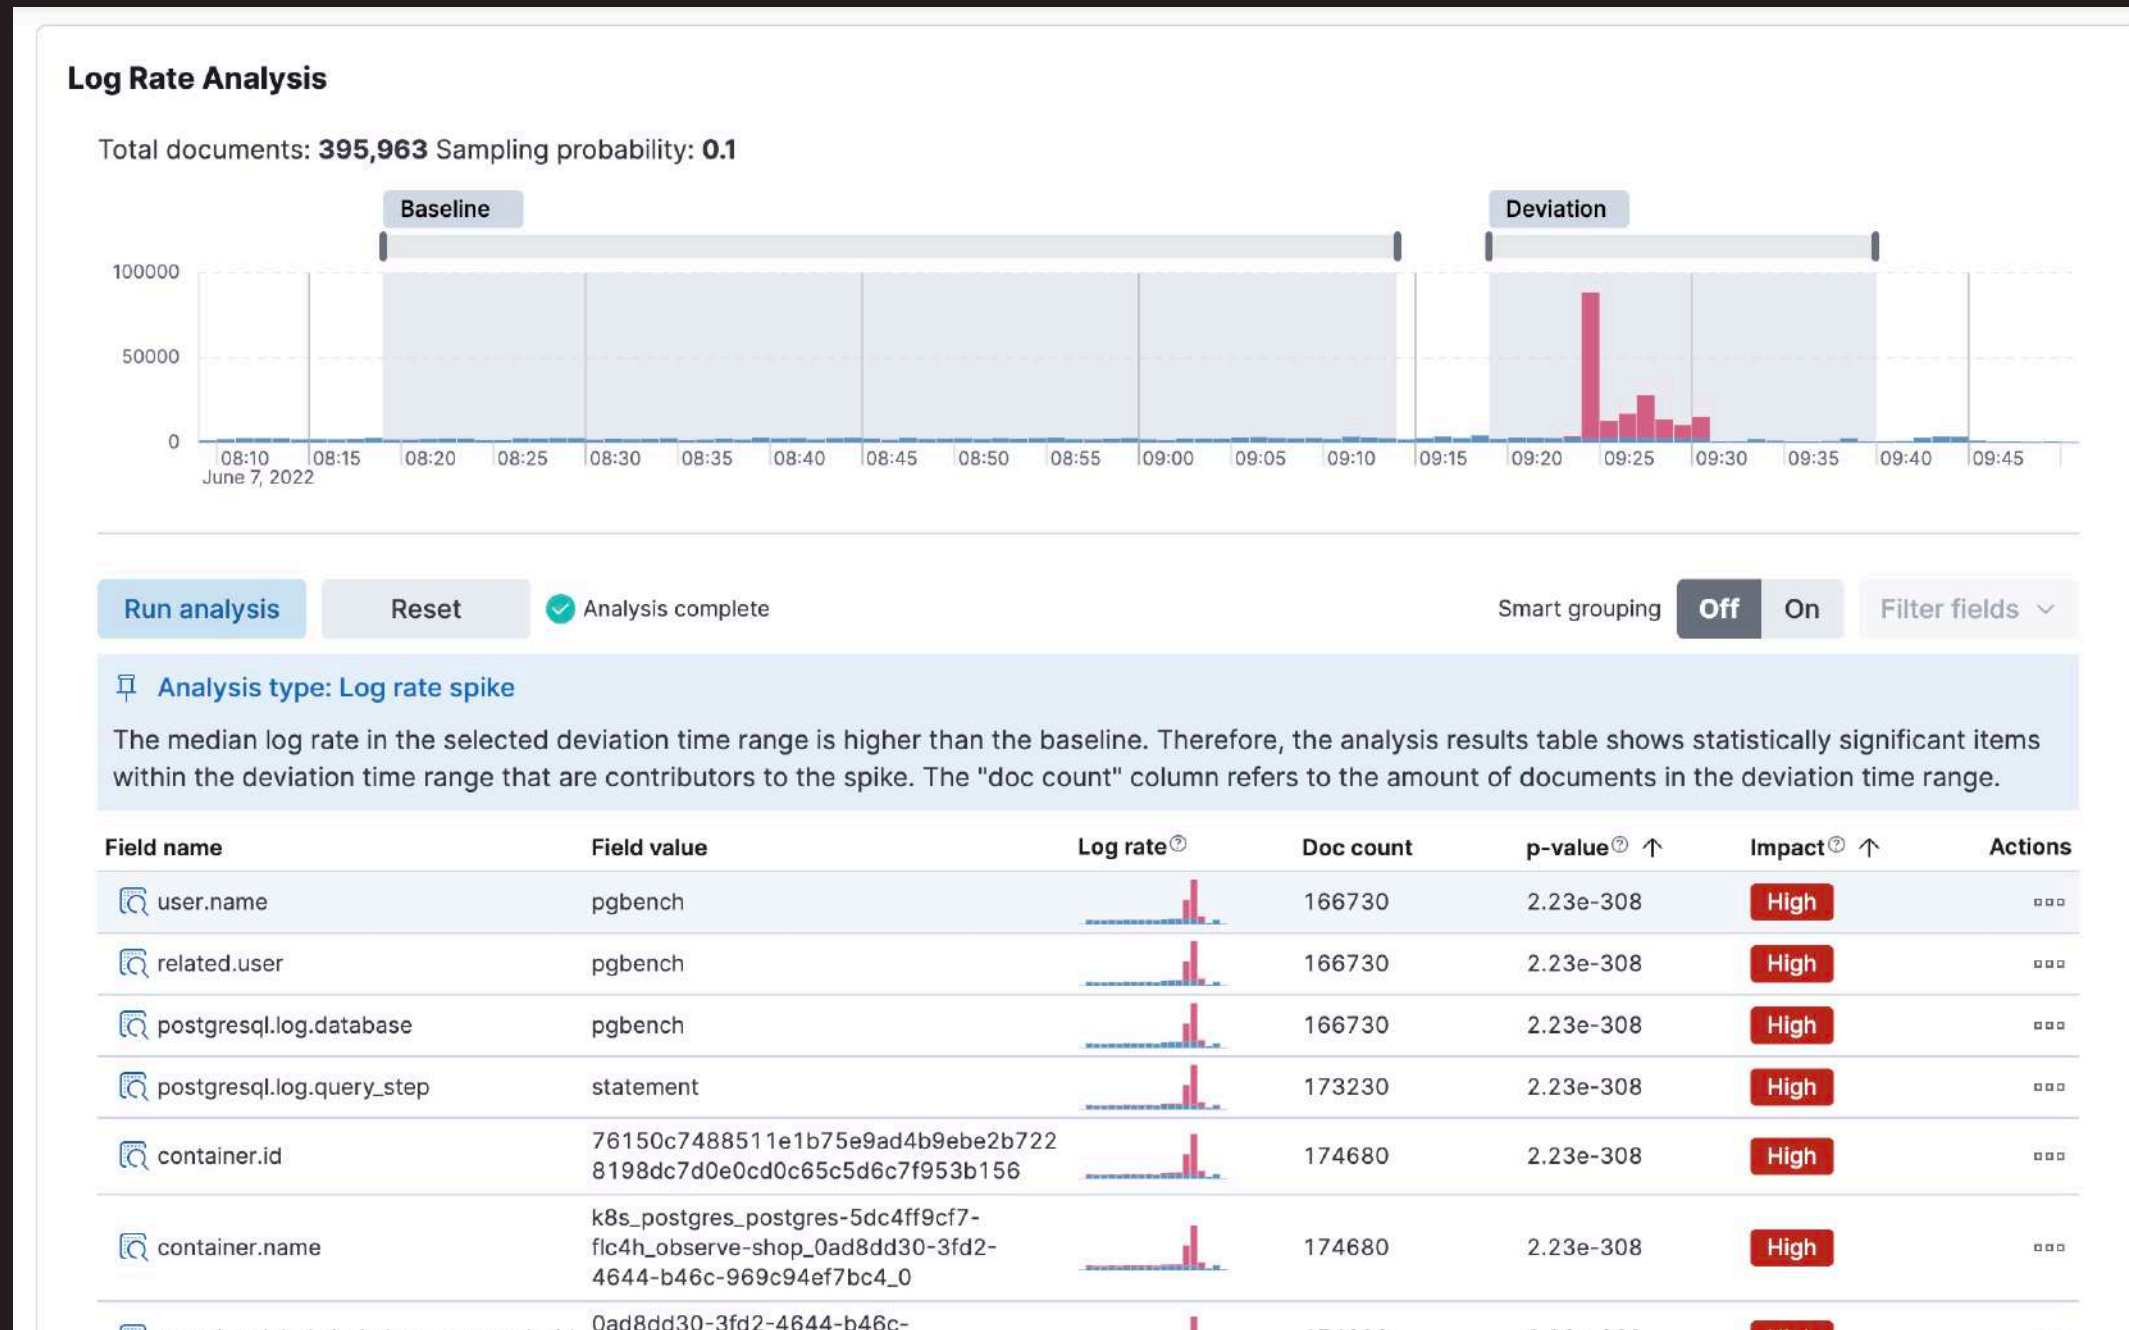 Log Rate Analysis
Total documents: 395,963 Sampling probability: 0.1
Baseline
Deviation
100000
50000
0
08:10 08:15 08:20 08:25 08:30 08:35 08:40 08:45 08:50 08:55 09:00 09:05 09:10 09:15 09:20 09:25 09:30 09:35 09:40 09:45
June 7, 2022
Run analysis Reset Analysis complete Smart grouping Off On Filter fields
Analysis type: Log rate spike
The median log rate in the selected deviation time range is higher than the baseline. Therefore, the analysis results table shows statistically significant items
within the deviation time range that are contributors to the spike. The "doc count" column refers to the amount of documents in the deviation time range.
Field name Field value Log rate Doc count p-value Impact Actions
user.name pgbench 166730 2.23e-308 High
related.user pgbench 166730 2.23e-308 High
postgresql.log.database pgbench 166730 2.23e-308 High
postgresql.log.query_step statement 173230 2.23e-308 High
container.id 76150c7488511e1b75e9ad4b9ebe2b722
8198dc7d0e0cd0c65c5d6c7f953b156 174680 2.23e-308 High
k8s_postgres_postgres-5dc4ff9cf7-
container.name flc4h_observe-shop_0ad8dd30-3fd2- 174680 2.23e-308 High
4644-b46c-969c94ef7bc4_0
0ad8dd30-3fd2-4644-b46c-